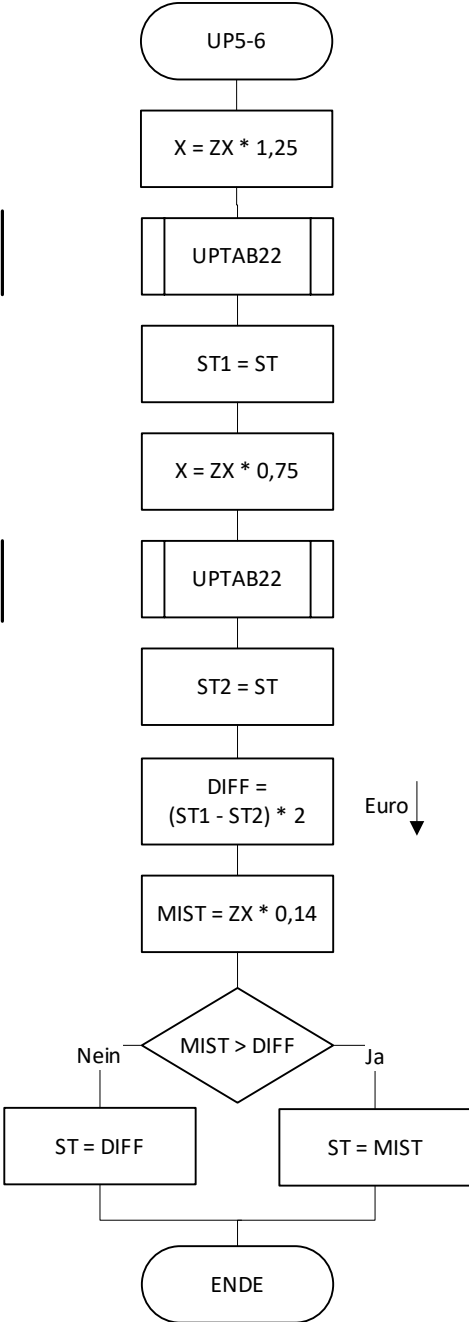 UP5-6
X = ZX * 1,25
UPTAB22
ST1 = ST
X = ZX * 0,75
UPTAB22
ST2 = ST
DIFF =
(ST1 - ST2) * 2
Euro
MIST = ZX * 0,14
MIST > DIFF
Nein
Ja
ST = DIFF
ST = MIST
ENDE